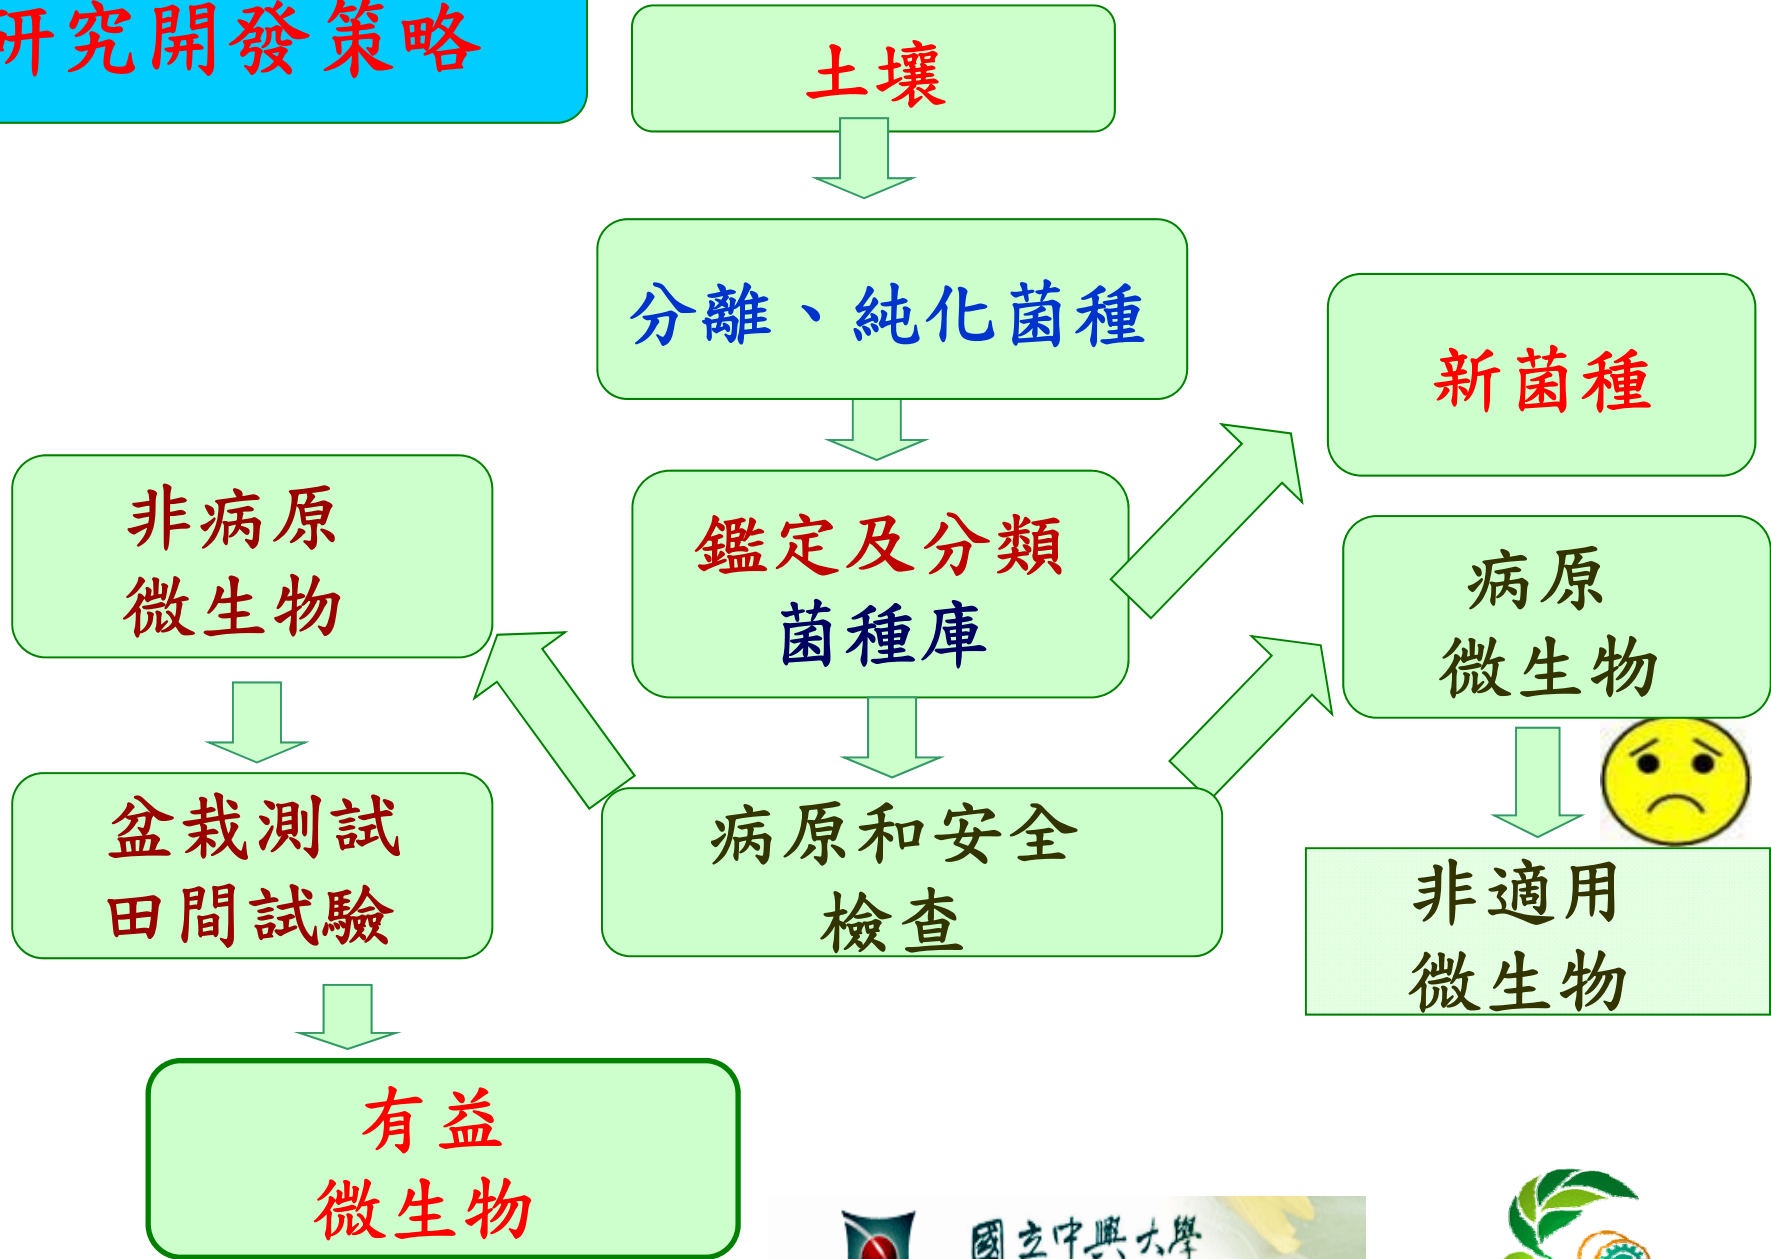 研究開發策略
土壤
分離、純化菌種
新菌種
鑑定及分類
菌種庫
非病原
微生物
病原
微生物
盆栽測試
田間試驗
病原和安全
檢查
非適用
微生物
有益
微生物
國立中興大學